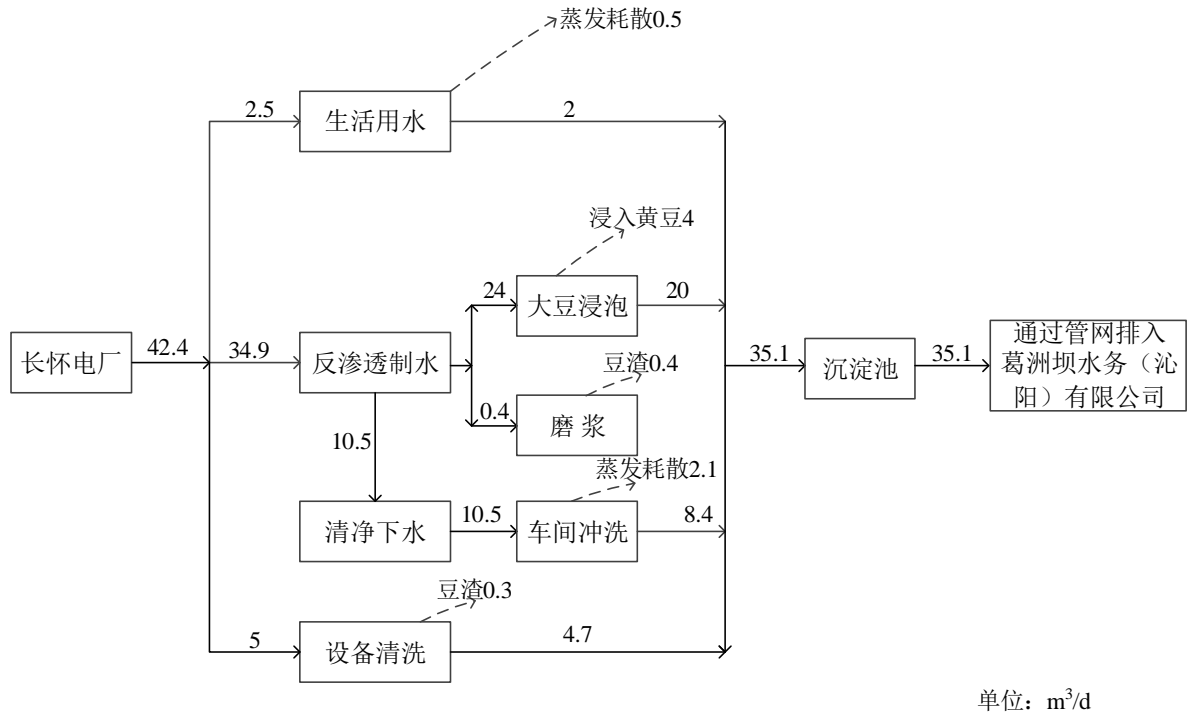 蒸发耗散0.5
2.5
生活用水
2
浸入黄豆4
24
大豆浸泡
20
长怀电厂
42.4
34.9
反渗透制水
豆渣0.4
0.4
磨 浆
35.1
沉淀池
35.1
通过管网排入
葛洲坝水务（沁
阳）有限公司
10.5
蒸发耗散2.1
清净下水
10.5
车间冲洗
8.4
豆渣0.3
5
设备清洗
4.7
单位：m³/d